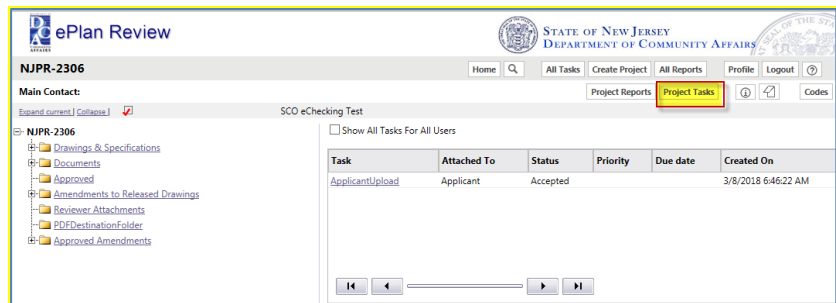 AFFAIRS
ePlan Review
STATE OF NEW JERSEY
DEPARTMENT OF COMMUNITY AFFAIRS
NJPR-2306
Home
All Tasks
Create Project
All Reports
Profile
Logout
?
Main Contact:
Project Reports
Project Tasks
Codes
Expand current | Collapse |
SCO eChecking Test
NJPR-2306
Drawings & Specifications
Documents
Approved
Amendments to Released Drawings
Reviewer Attachments
PDFDestinationFolder
Approved Amendments
Show All Tasks For All Users
Task Attached To Status Priority Due date Created On
ApplicantUpload Applicant Accepted 3/8/2018 6:46:22 AM